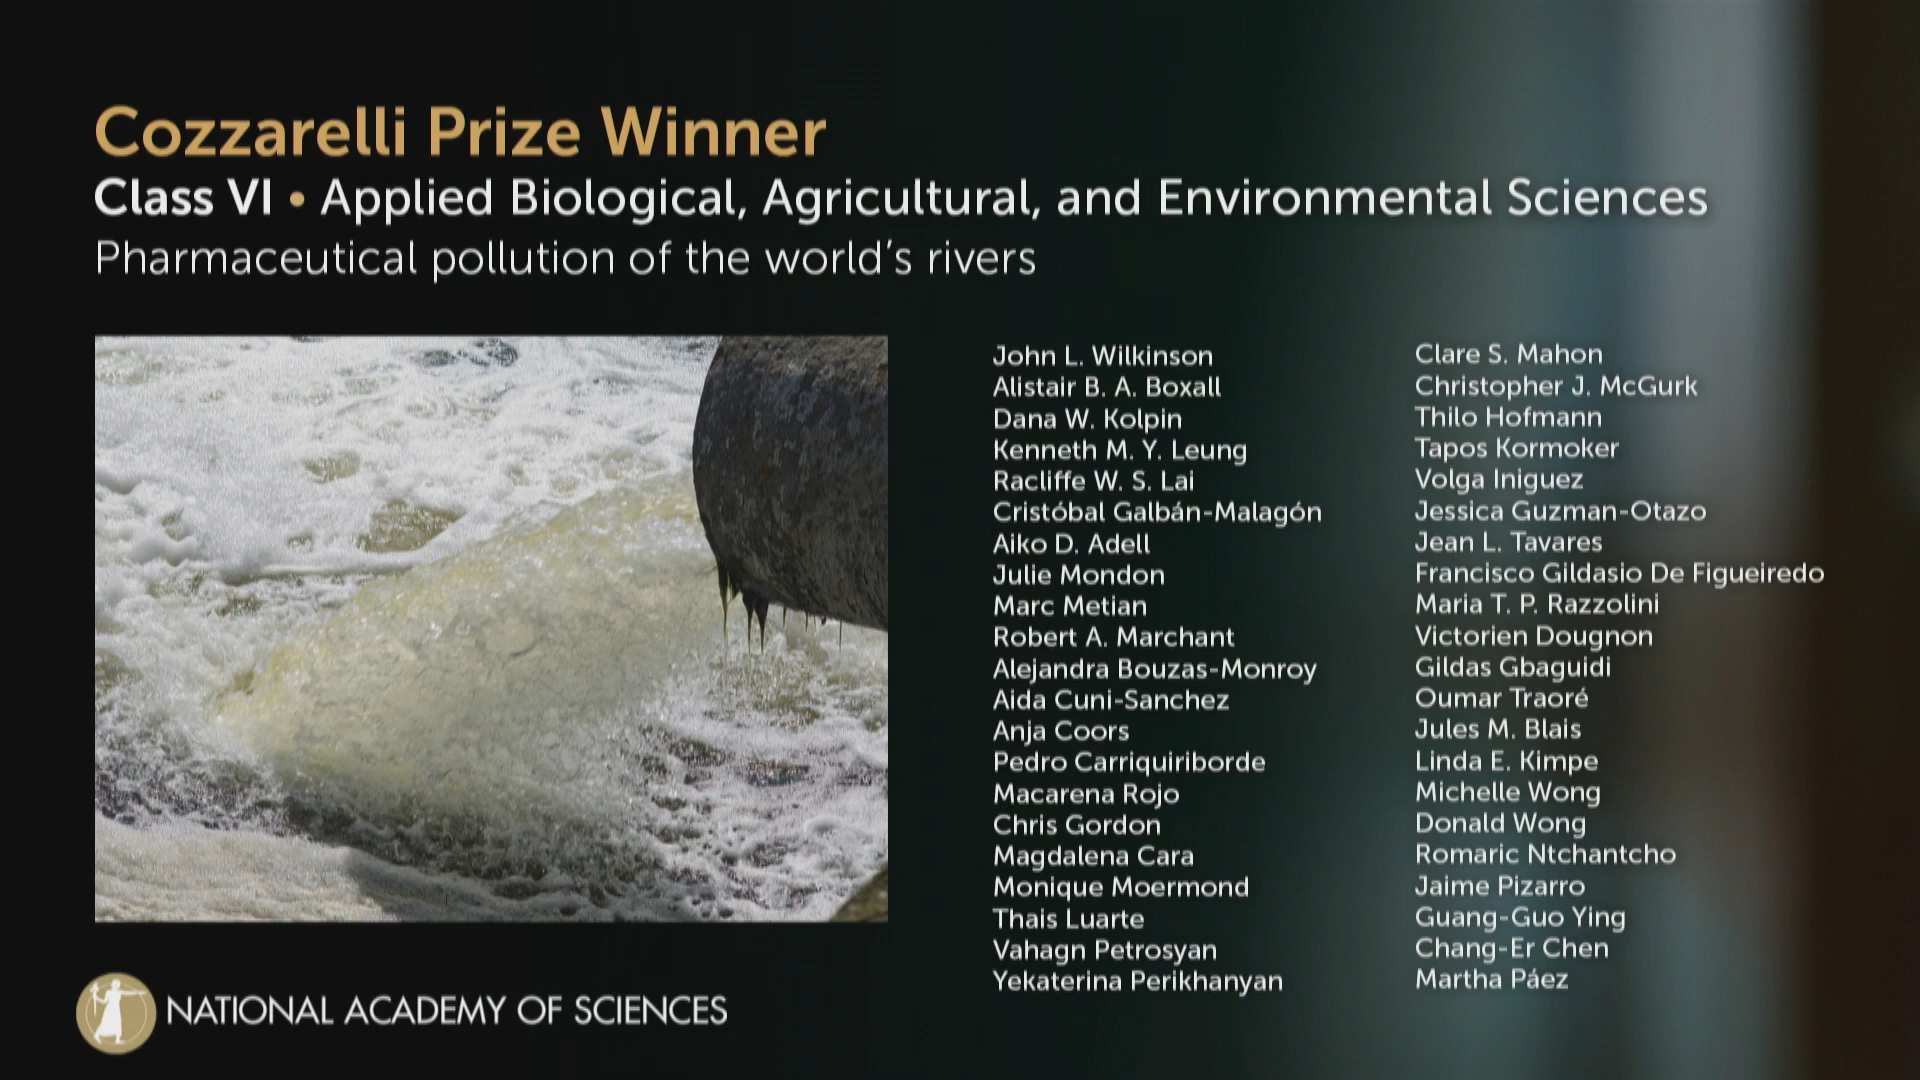 Cozzarelli Prize Winner
Class VI • Applied Biological, Agricultural, and Environmental Sciences
Pharmaceutical pollution of the world's rivers
John L. Wilkinson
Alistair B. A. Boxall
Dana W. Kolpin
Kenneth M. Y. Leung
Racliffe W. S. Lai
Cristóbal Galbán-Malagón
Aiko D. Adell
Julie Mondon
Marc Metian
Robert A. Marchant
Alejandra Bouzas-Monroy
Aida Cuni-Sanchez
Anja Coors
Pedro Carriquiriborde
Macarena Rojo
Chris Gordon
Magdalena Cara
Monique Moermond
Thais Luarte
Vahagn Petrosyan
Yekaterina Perikhanyan
Clare S. Mahon
Christopher J. McGurk
Thilo Hofmann
Tapos Kormoker
Volga Iniguez
Jessica Guzman-Otazo
Jean L. Tavares
Francisco Gildasio De Figueiredo
Maria T. P. Razzolini
Victorien Dougnon
Gildas Gbaguidi
Oumar Traoré
Jules M. Blais
Linda E. Kimpe
Michelle Wong
Donald Wong
Romaric Ntchantcho
Jaime Pizarro
Guang-Guo Ying
Chang-Er Chen
Martha Páez
NATIONAL ACADEMY OF SCIENCES